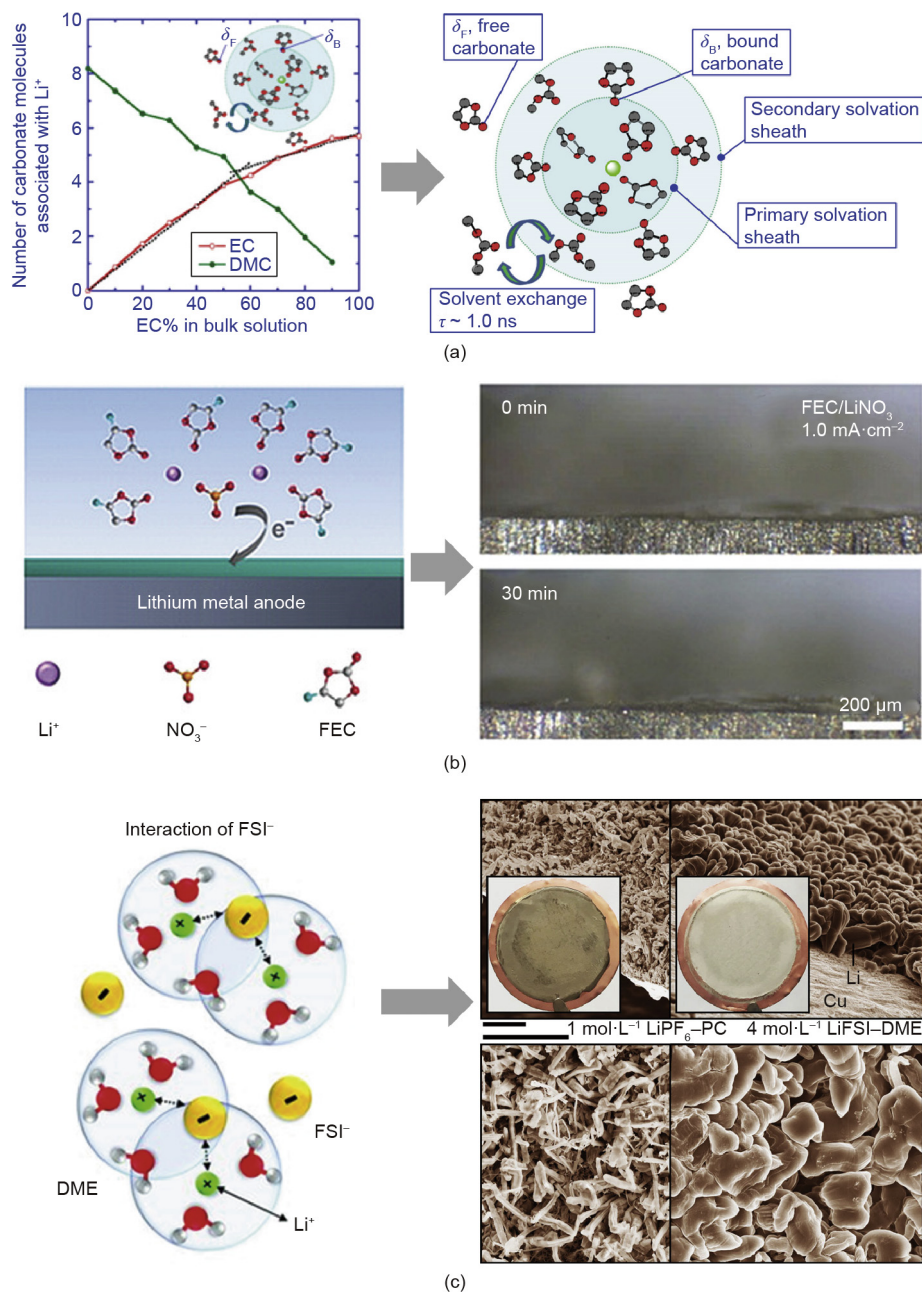 10
8
6
4
2
0
0
20
40
60
80
100
Number of carbonate molecules
associated with Li⁺
EC% in bulk solution
EC
DMC
δF
δB
δF, free
carbonate
δB, bound
carbonate
Secondary solvation
sheath
Primary solvation
sheath
Solvent exchange
τ ~ 1.0 ns
(a)
e⁻
Lithium metal anode
Li⁺
NO₃⁻
FEC
0 min
FEC/LiNO₃
1.0 mA·cm⁻²
30 min
200 µm
(b)
Interaction of FSI⁻
FSI⁻
DME
Li⁺
Li
Cu
1 mol·L⁻¹ LiPF₆–PC
4 mol·L⁻¹ LiFSI–DME
(c)